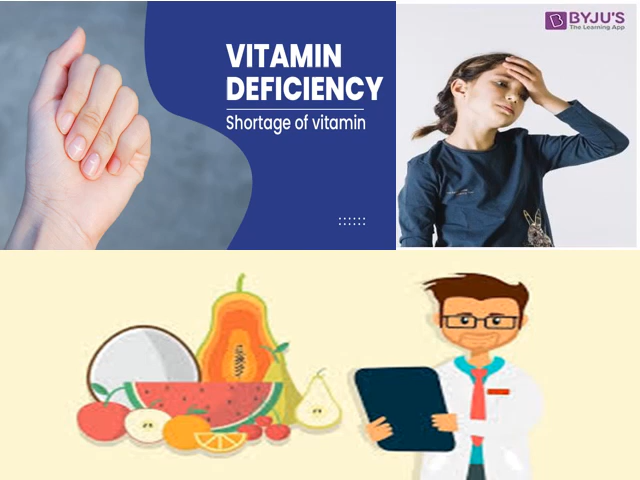 VITAMIN
DEFICIENCY
Shortage of vitamin
BYJU'S
The Learning App